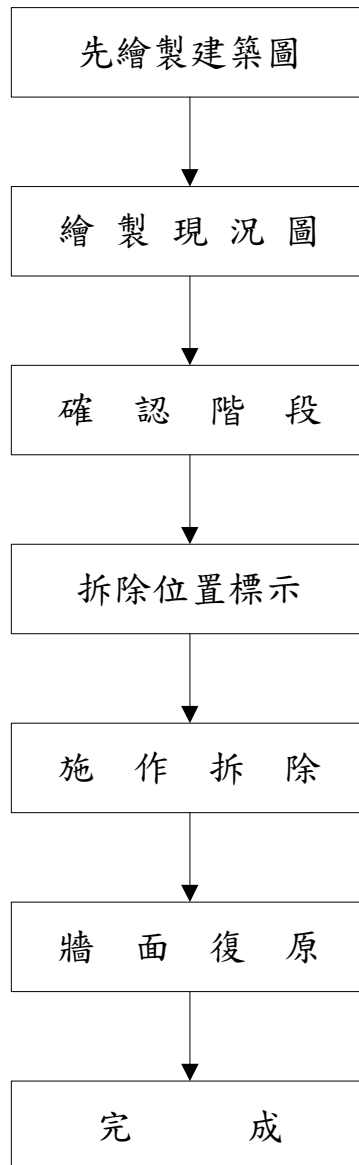 先繪製建築圖
繪製現況圖
確認階段
拆除位置標示
施作拆除
牆面復原
完成